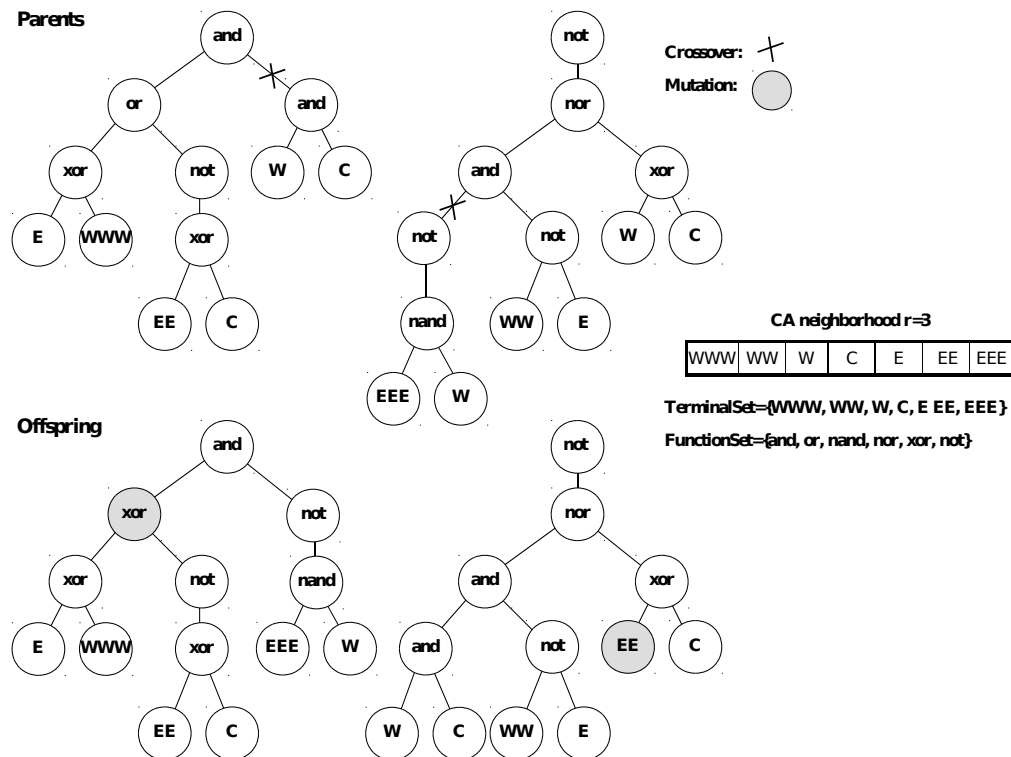 Parents
and
not
Crossover:
Mutation:
or
and
nor
xor
not
W
C
and
xor
E
WWW
xor
not
not
W
C
EE
C
nand
WW
E
EEE
W
CA neighborhood r=3
WWW WW W C E EE EEE
TerminalSet={WWW, WW, W, C, E EE, EEE}
FunctionSet={and, or, nand, nor, xor, not}
Offspring
and
not
xor
not
nor
xor
not
nand
and
xor
E
WWW
xor
EEE
W
and
not
EE
C
EE
C
W
C
WW
E